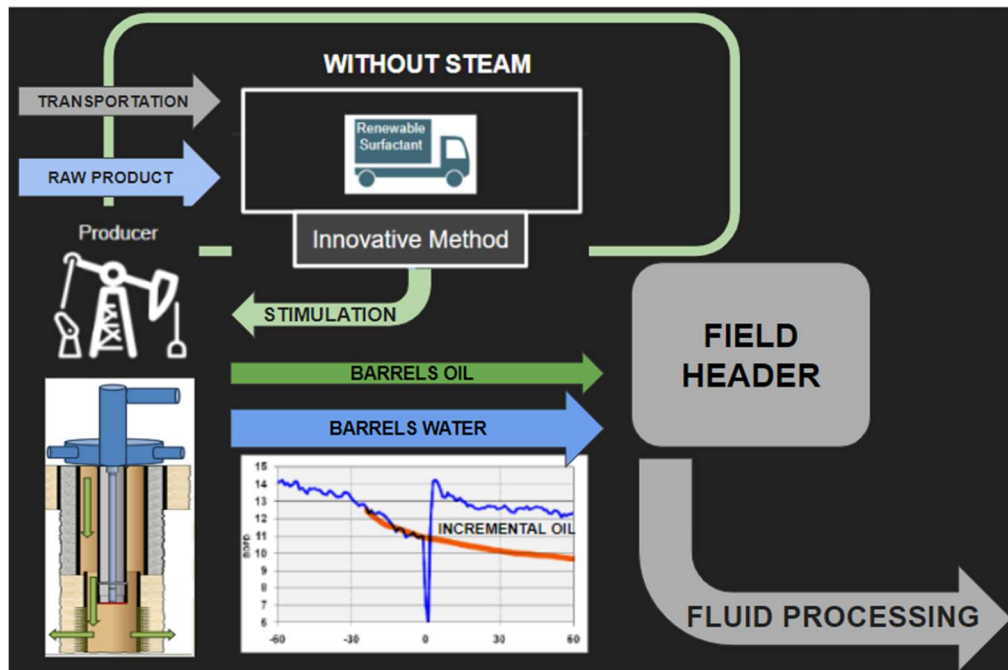 WITHOUT STEAM
TRANSPORTATION
Renewable
Surfactant
RAW PRODUCT
Producer
Innovative Method
STIMULATION
FIELD
HEADER
BARRELS OIL
BARRELS WATER
15
14
13
12
11
10
9
8
7
6
BOPD
INCREMENTAL OIL
-60
-30
0
30
60
FLUID PROCESSING